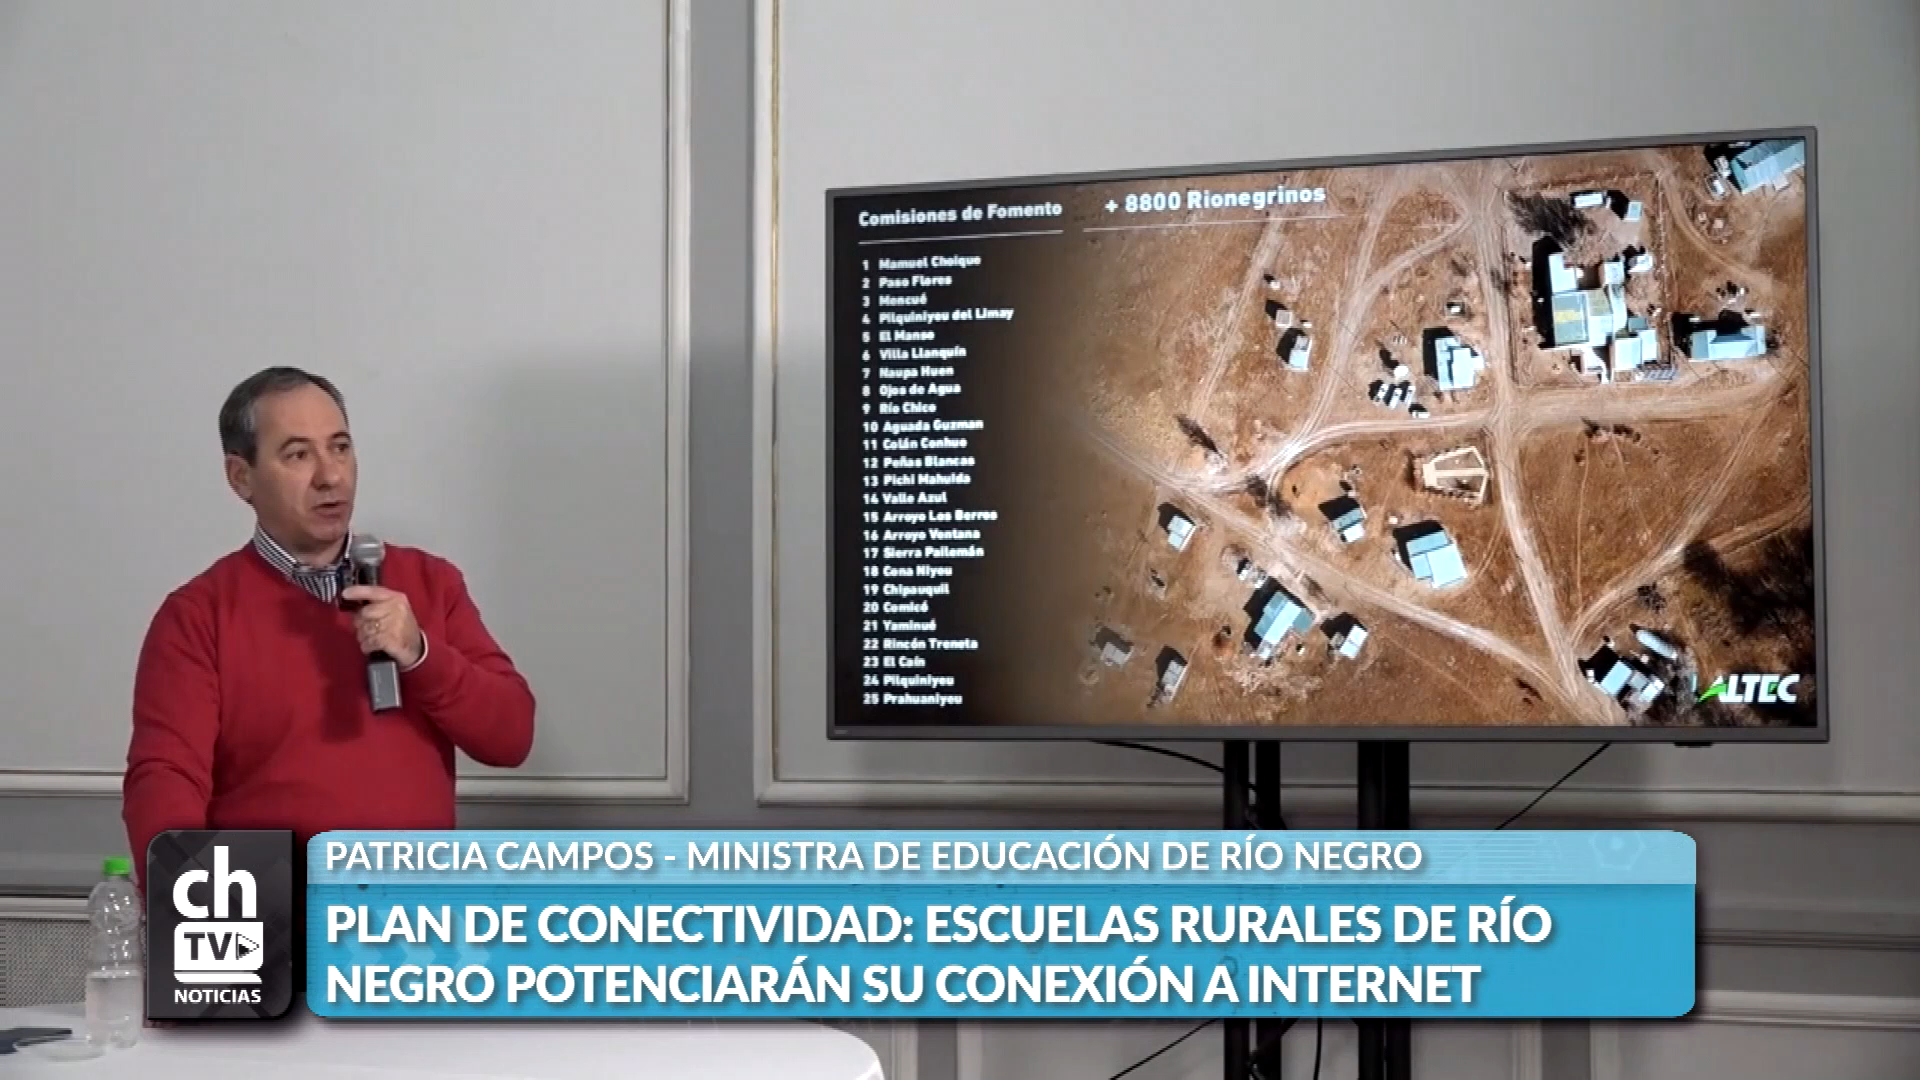 Comisiones de Fomento
+ 8800 Rionegrinos
1 Mamuel Choique
2 Paso Flores
3 Mencué
4 Pilquiniyeu del Limay
5 El Manso
6 Villa Llanquín
7 Naupa Huen
8 Ojos de Agua
9 Río Chico
10 Aguada Guzman
11 Colán Conhue
12 Peñas Blancas
13 Pichi Mahuida
14 Valle Azul
15 Arroyo Los Berros
16 Arroyo Ventana
17 Sierra Pailemán
18 Cona Niyeu
19 Chipauquil
20 Comicó
21 Yaminué
22 Rincón Treneta
23 El Caín
24 Pilquiniyeu
25 Prahuaniyeu
ALTEC
PATRICIA CAMPOS - MINISTRA DE EDUCACIÓN DE RÍO NEGRO
PLAN DE CONECTIVIDAD: ESCUELAS RURALES DE RÍO
NEGRO POTENCIARÁN SU CONEXIÓN A INTERNET
ch
TV
NOTICIAS